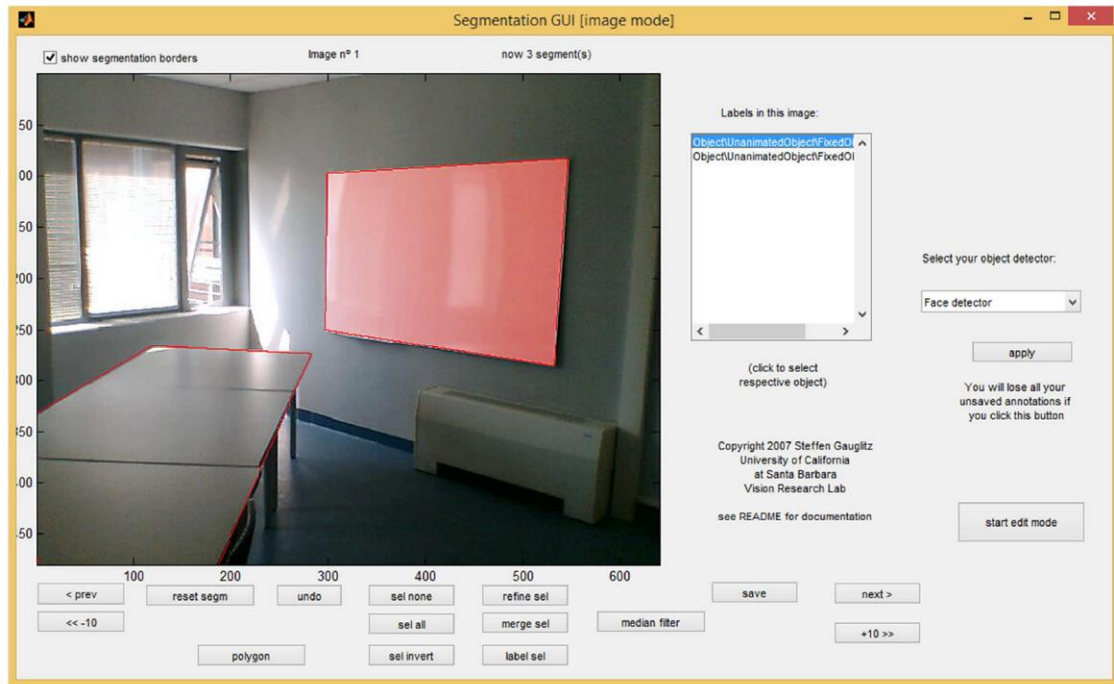 Segmentation GUI [image mode]
show segmentation borders
Image nº 1
now 3 segment(s)
50
00
50
200
250
300
350
400
450
100
200
300
400
500
600
Labels in this image:
Object\UnanimatedObject\FixedOl
Object\UnanimatedObject\FixedOl
(click to select
respective object)
Copyright 2007 Steffen Gauglitz
University of California
at Santa Barbara
Vision Research Lab
see README for documentation
Select your object detector:
Face detector
apply
You will lose all your
unsaved annotations if
you click this button
start edit mode
< prev
reset segm
undo
sel none
refine sel
save
next >
<< -10
sel all
merge sel
median filter
+10 >>
polygon
sel invert
label sel